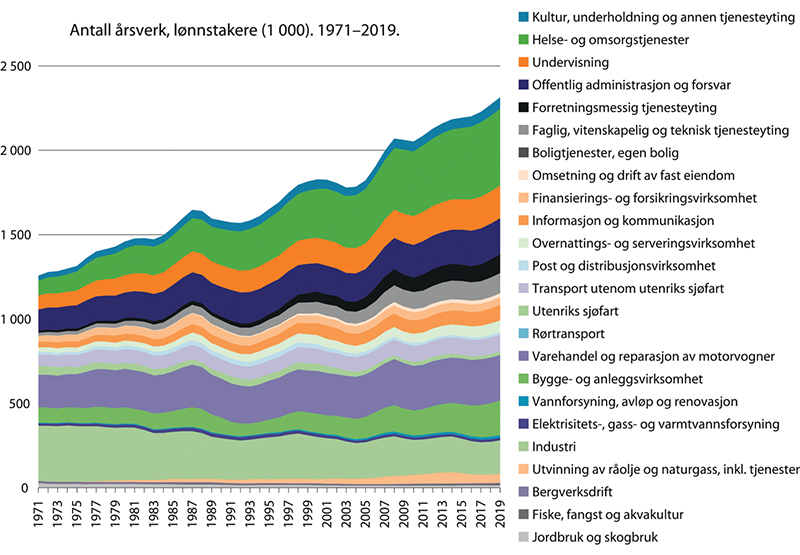 Antall årsverk, lønnstakere (1 000). 1971–2019.
2 500
2 000
1 500
1 000
500
0
1971
1973
1975
1977
1979
1981
1983
1985
1987
1989
1991
1993
1995
1997
1999
2001
2003
2005
2007
2009
2011
2013
2015
2017
2019
Kultur, underholdning og annen tjenesteyting
Helse- og omsorgstjenester
Undervisning
Offentlig administrasjon og forsvar
Forretningsmessig tjenesteyting
Faglig, vitenskapelig og teknisk tjenesteyting
Boligtjenester, egen bolig
Omsetning og drift av fast eiendom
Finansierings- og forsikringsvirksomhet
Informasjon og kommunikasjon
Overnattings- og serveringsvirksomhet
Post og distribusjonsvirksomhet
Transport utenom utenriks sjøfart
Utenriks sjøfart
Rørtransport
Varehandel og reparasjon av motorvogner
Bygge- og anleggsvirksomhet
Vannforsyning, avløp og renovasjon
Elektrisitets-, gass- og varmtvannsforsyning
Industri
Utvinning av råolje og naturgass, inkl. tjenester
Bergverksdrift
Fiske, fangst og akvakultur
Jordbruk og skogbruk